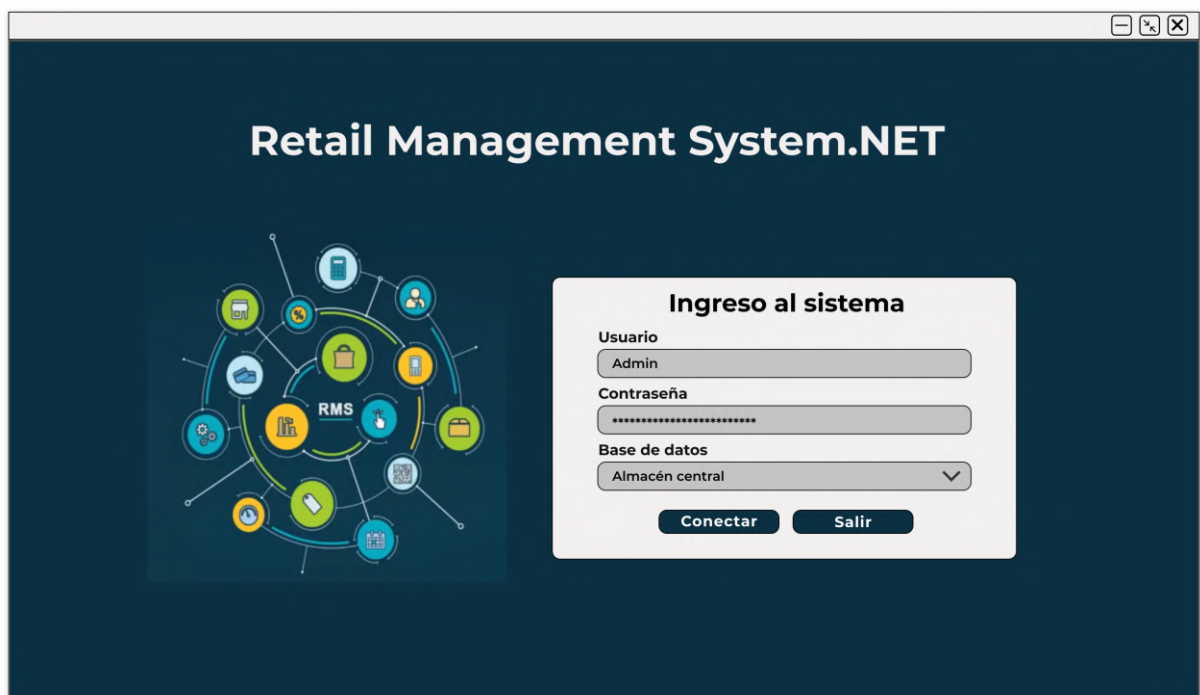 Retail Management System.NET
RMS
Ingreso al sistema
Usuario
Admin
Contraseña
************************
Base de datos
Almacén central
Conectar
Salir